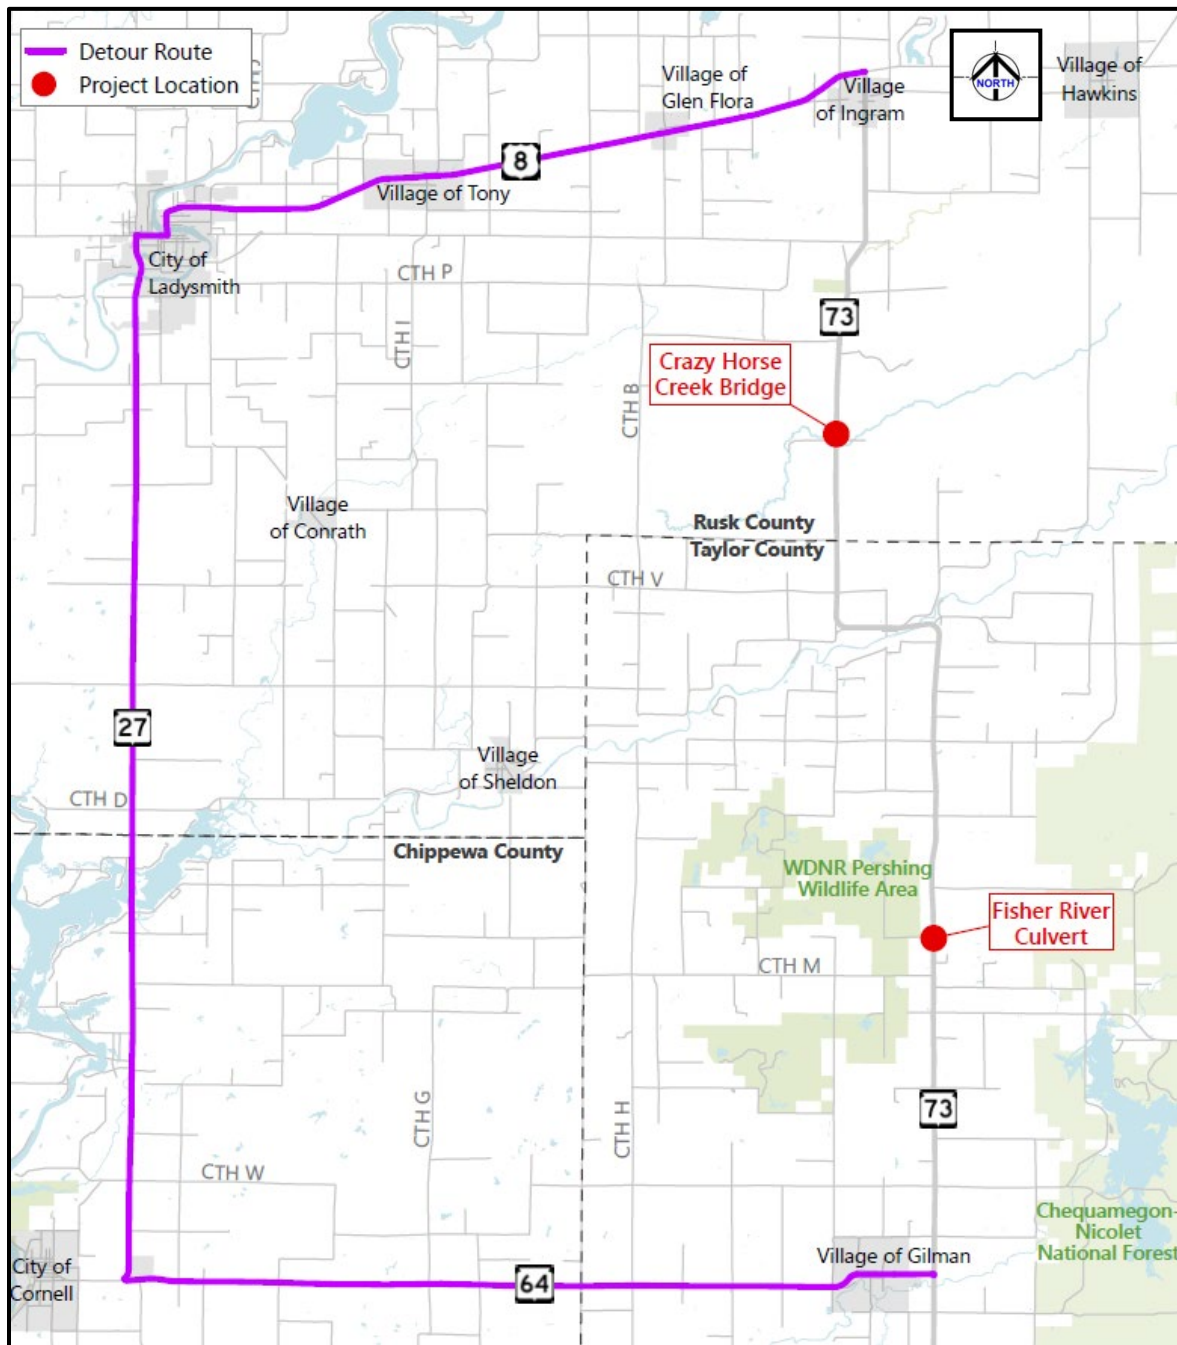 Detour Route
Project Location
CTH J
Village of
Glen Flora
Village
of Ingram
NORTH
Village of
Hawkins
8
Village of Tony
City of
Ladysmith
CTH P
CTH I
73
Crazy Horse
Creek Bridge
CTH B
Village
of Conrath
Rusk County
Taylor County
CTH V
27
Village
of Sheldon
CTH D
Chippewa County
WDNR Pershing
Wildlife Area
Fisher River
Culvert
CTH M
CTH G
CTH H
73
CTH W
Chequamegon-
Nicolet
National Forest
City of
Cornell
Village of Gilman
64